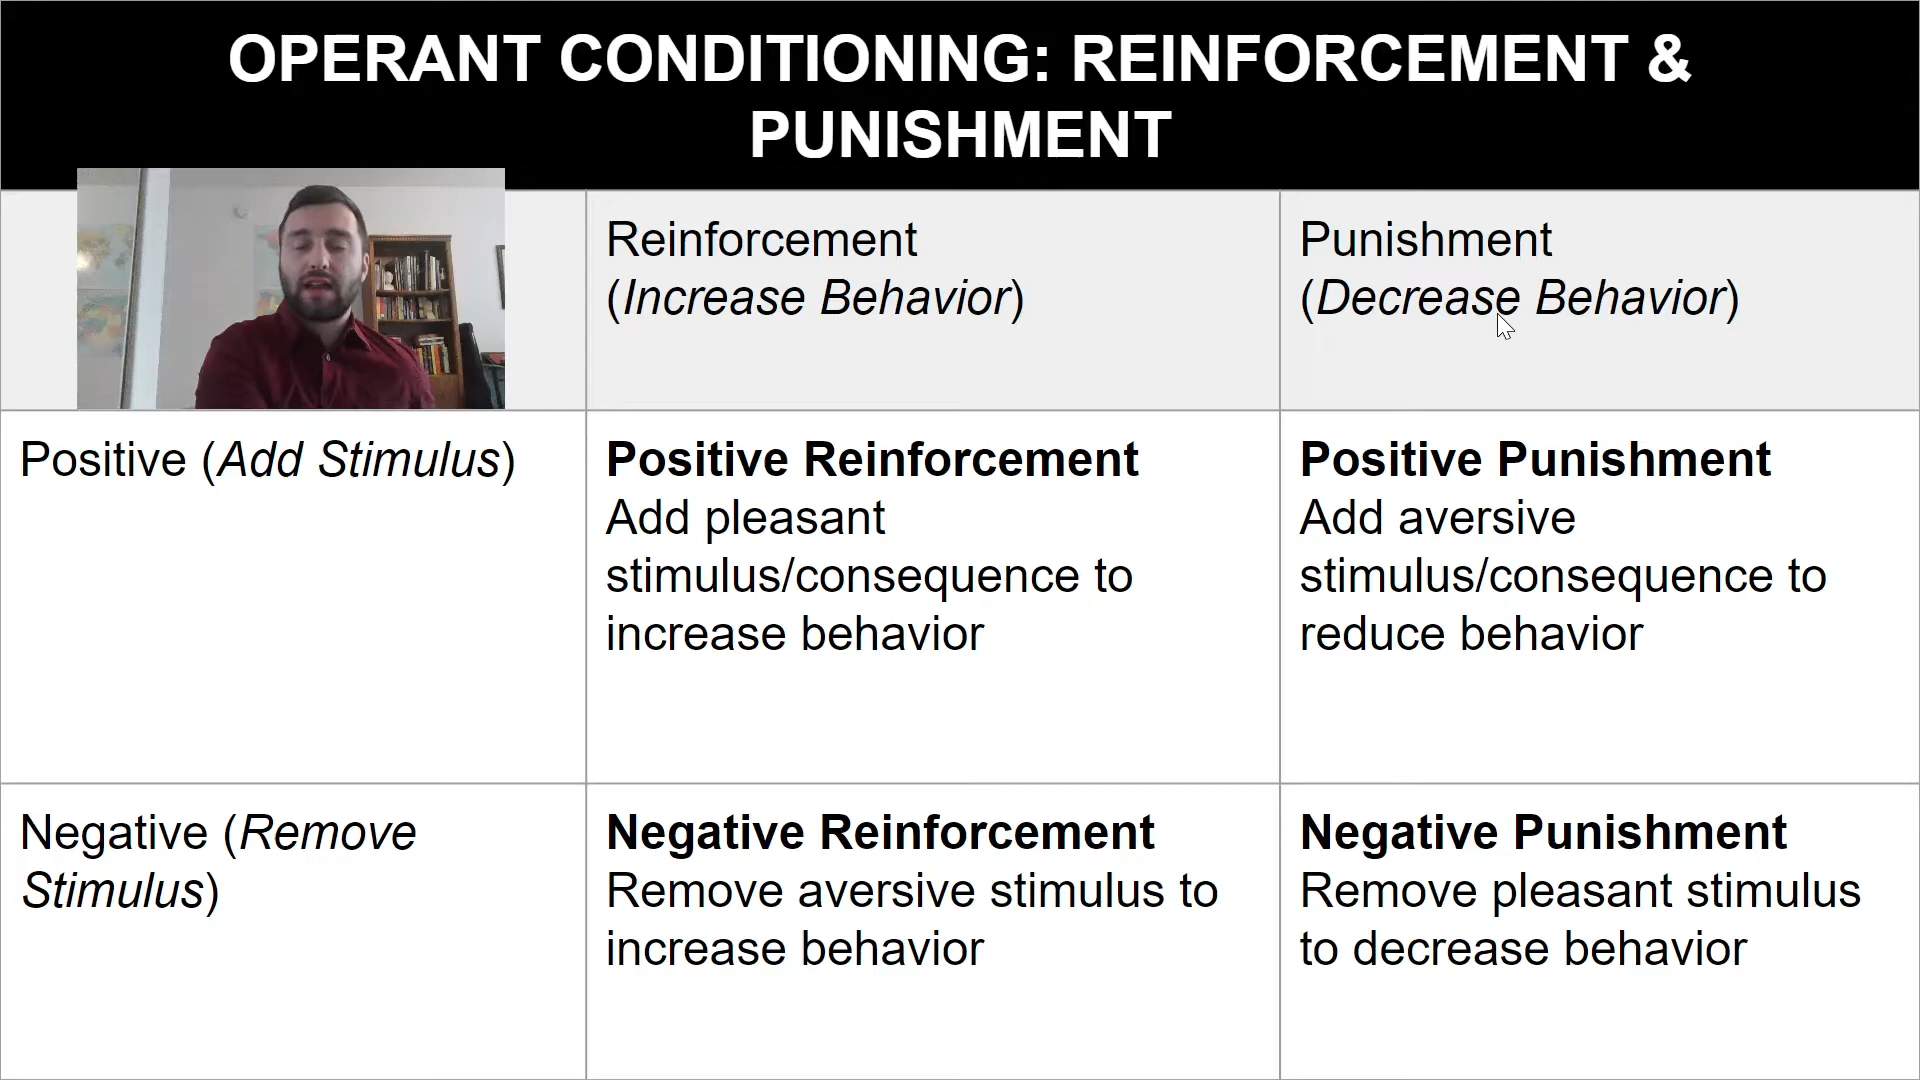 OPERANT CONDITIONING: REINFORCEMENT &
PUNISHMENT
Reinforcement
(Increase Behavior)
Punishment
(Decrease Behavior)
Positive (Add Stimulus)
Positive Reinforcement
Add pleasant
stimulus/consequence to
increase behavior
Positive Punishment
Add aversive
stimulus/consequence to
reduce behavior
Negative (Remove
Stimulus)
Negative Reinforcement
Remove aversive stimulus to
increase behavior
Negative Punishment
Remove pleasant stimulus
to decrease behavior